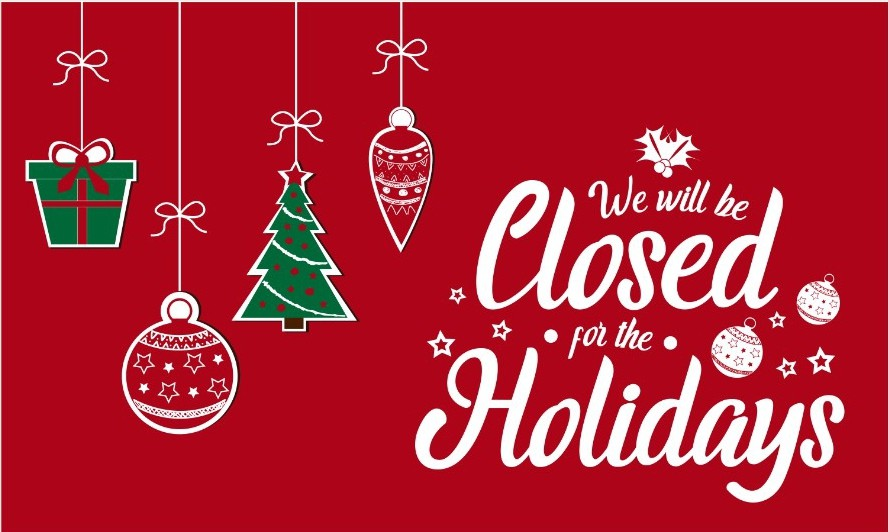 We will be
Closed
• for the •
Holidays